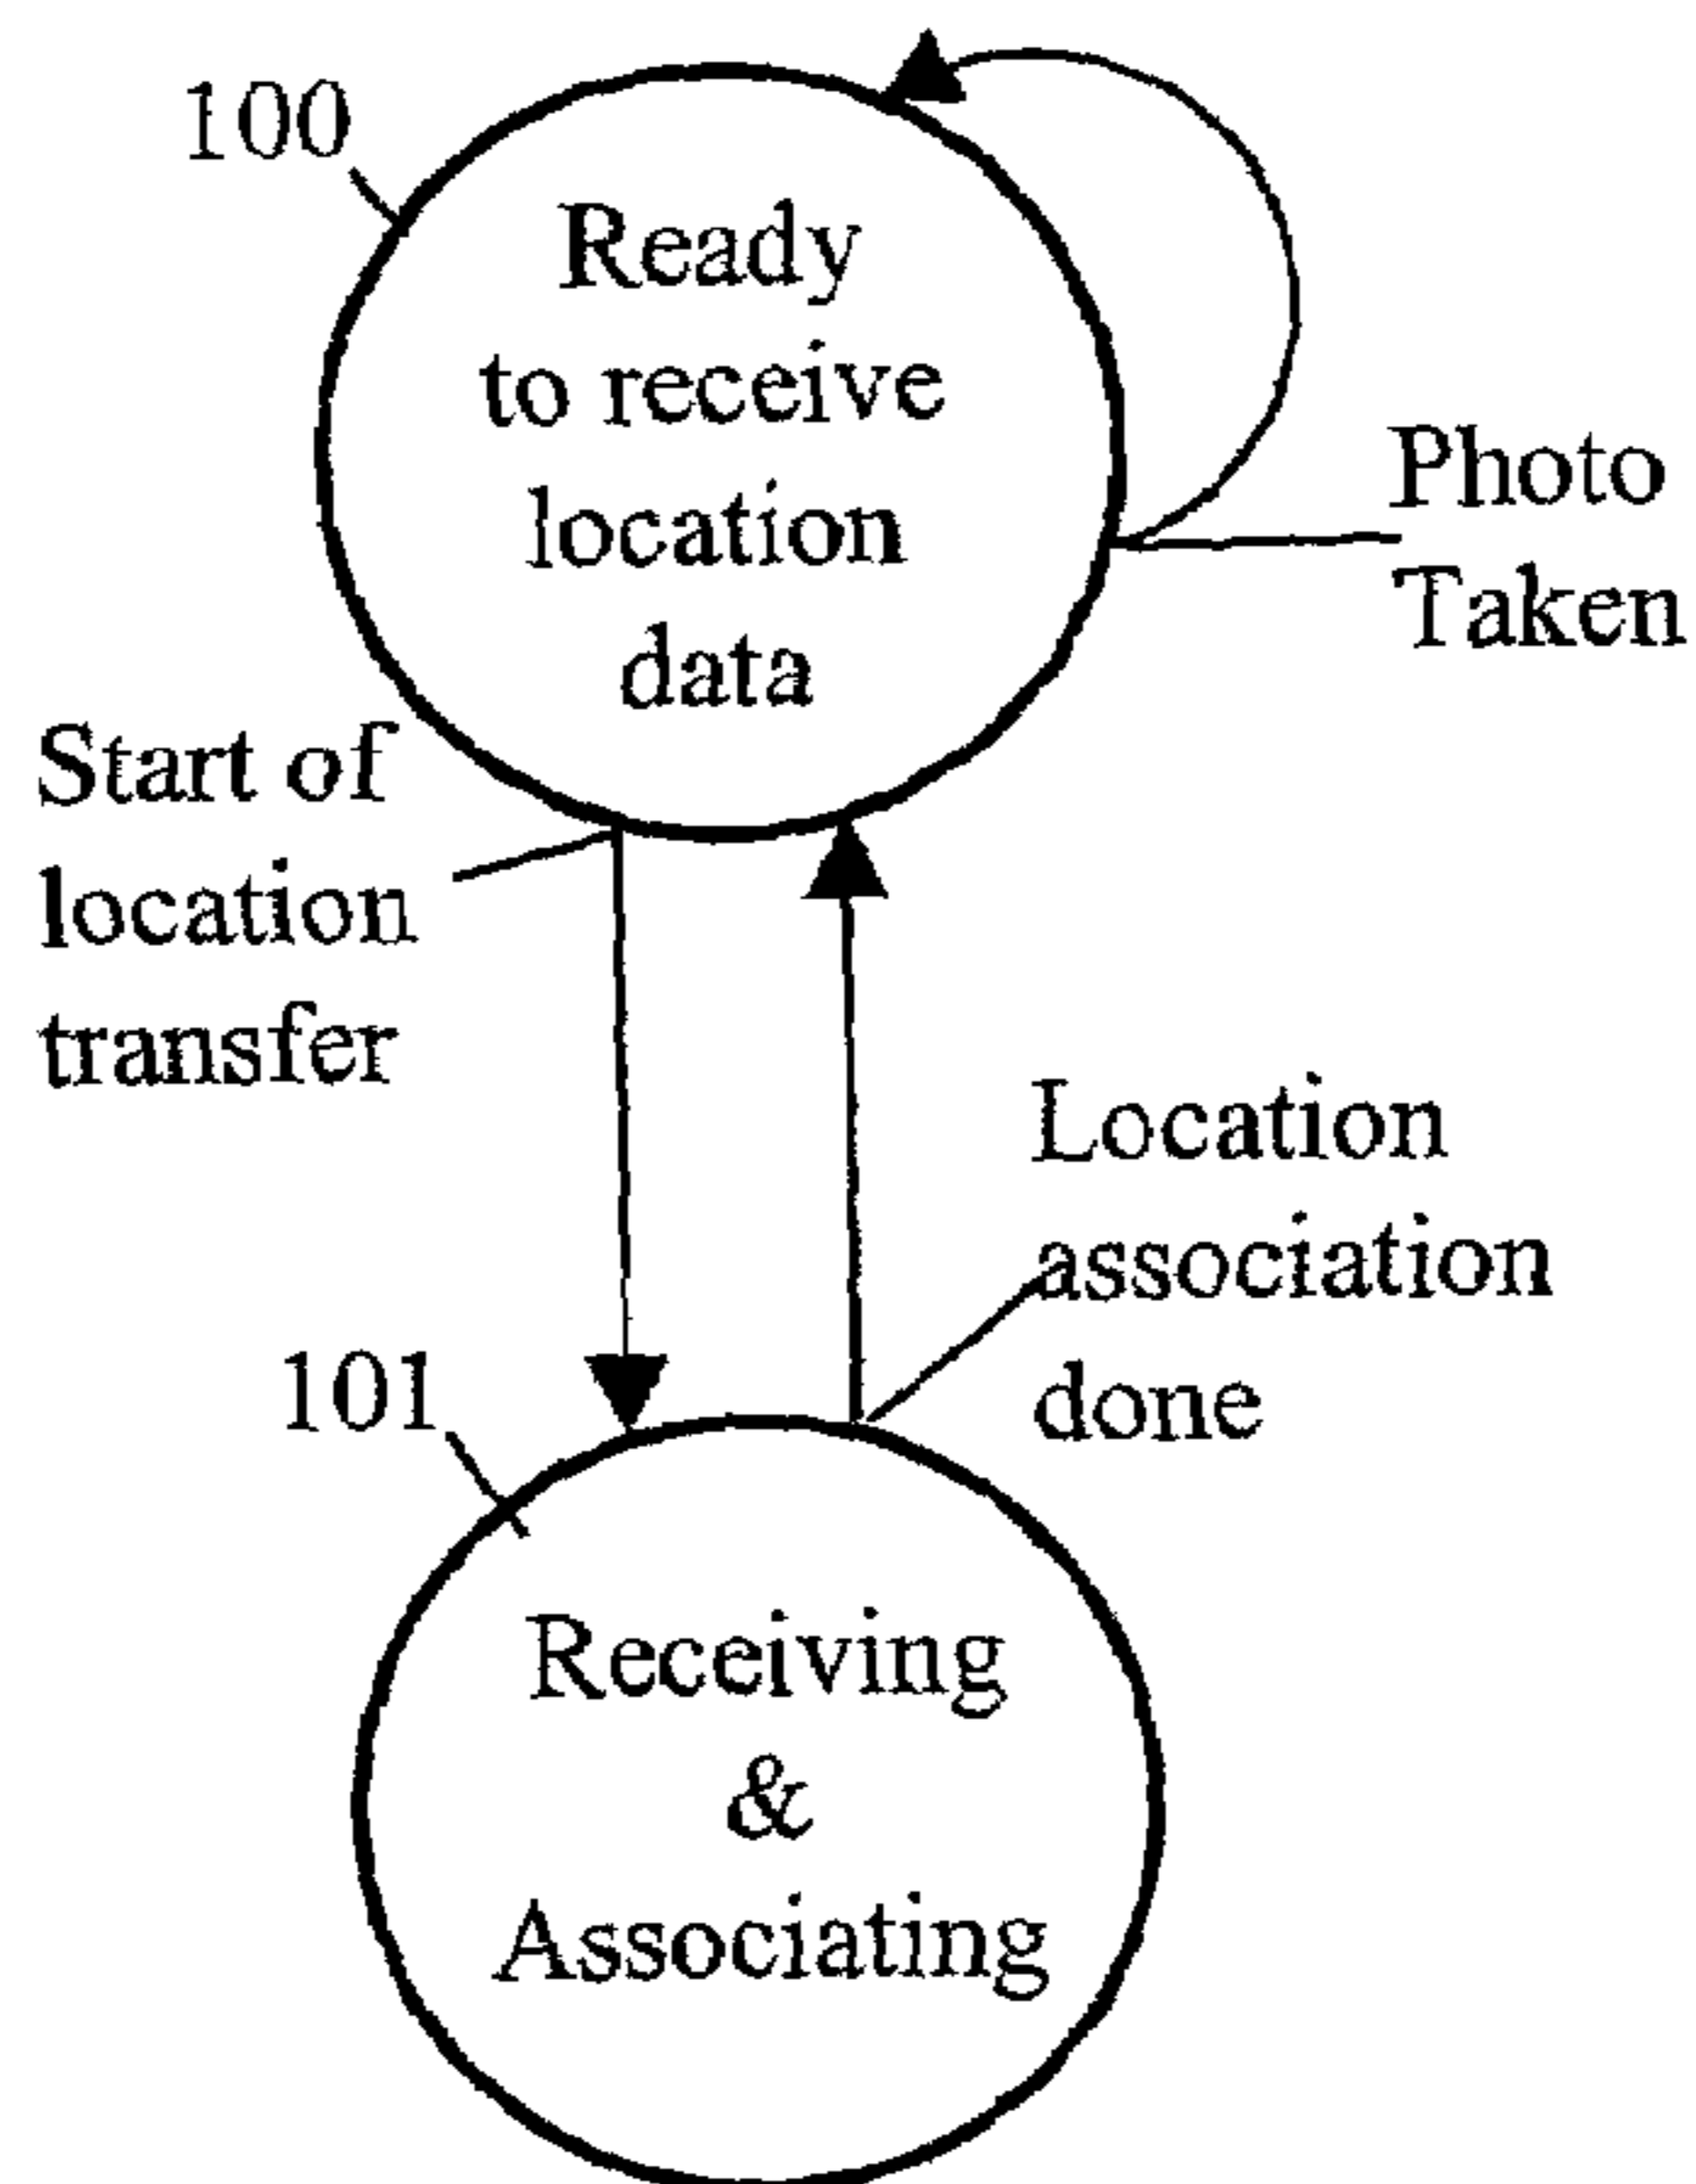 100
Ready
to receive
location
data
Photo
Taken
Start of
location
transfer
Location
association
done
101
Receiving
&
Associating